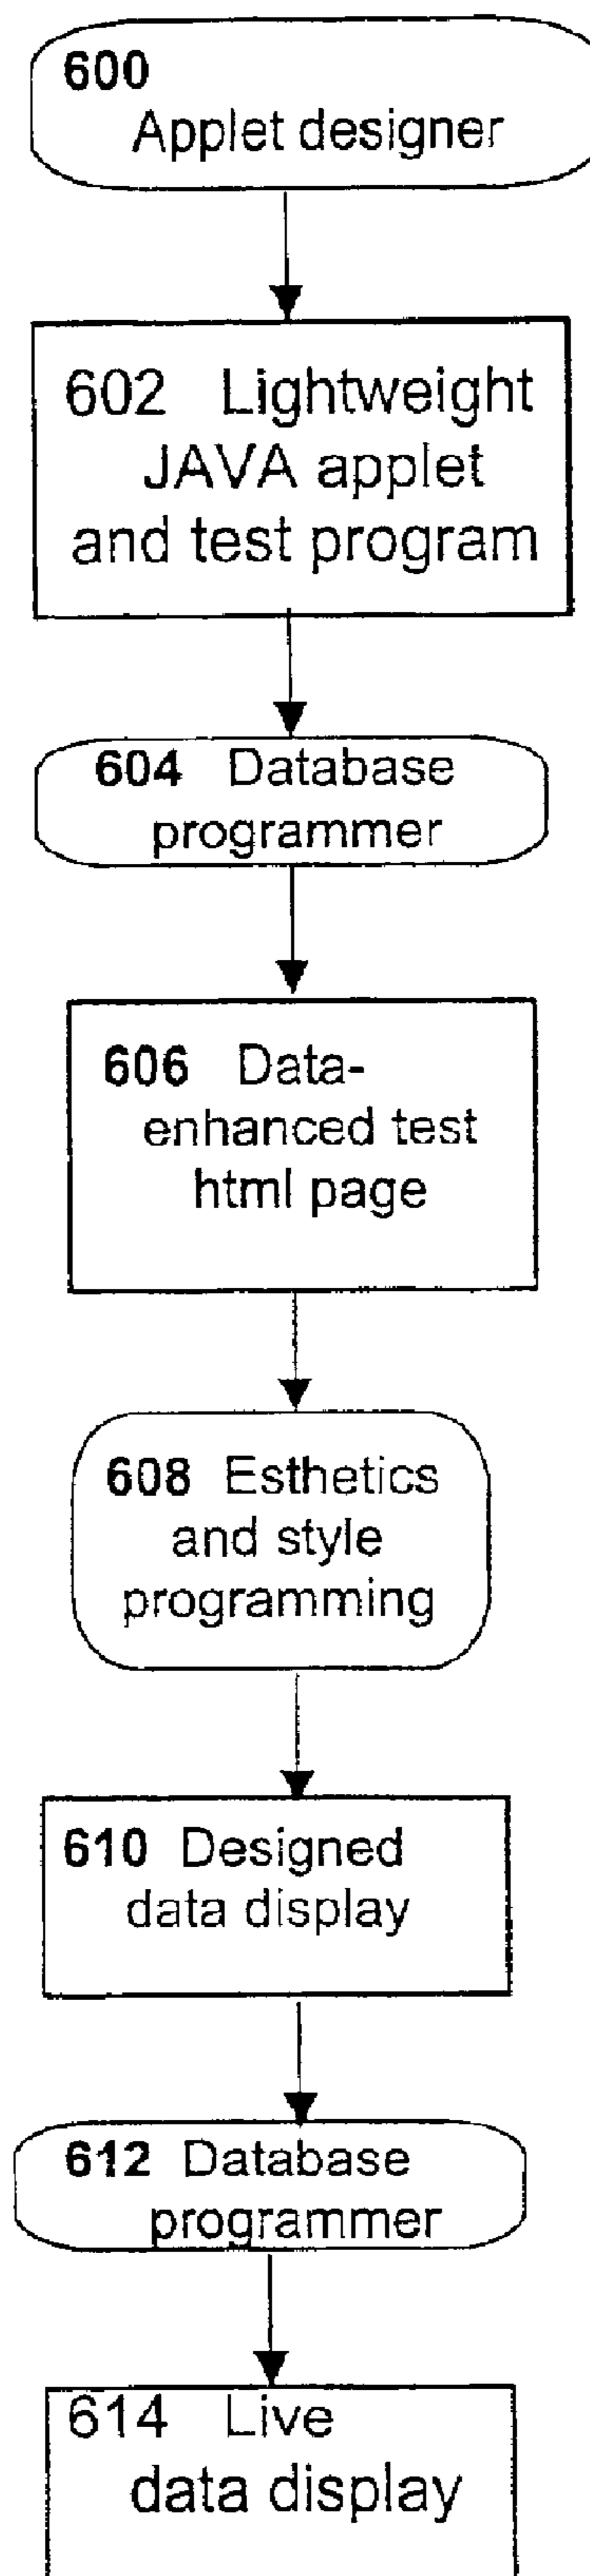 600
Applet designer
602 Lightweight
JAVA applet
and test program
604 Database
programmer
606 Data-
enhanced test
html page
608 Esthetics
and style
programming
610 Designed
data display
612 Database
programmer
614 Live
data display